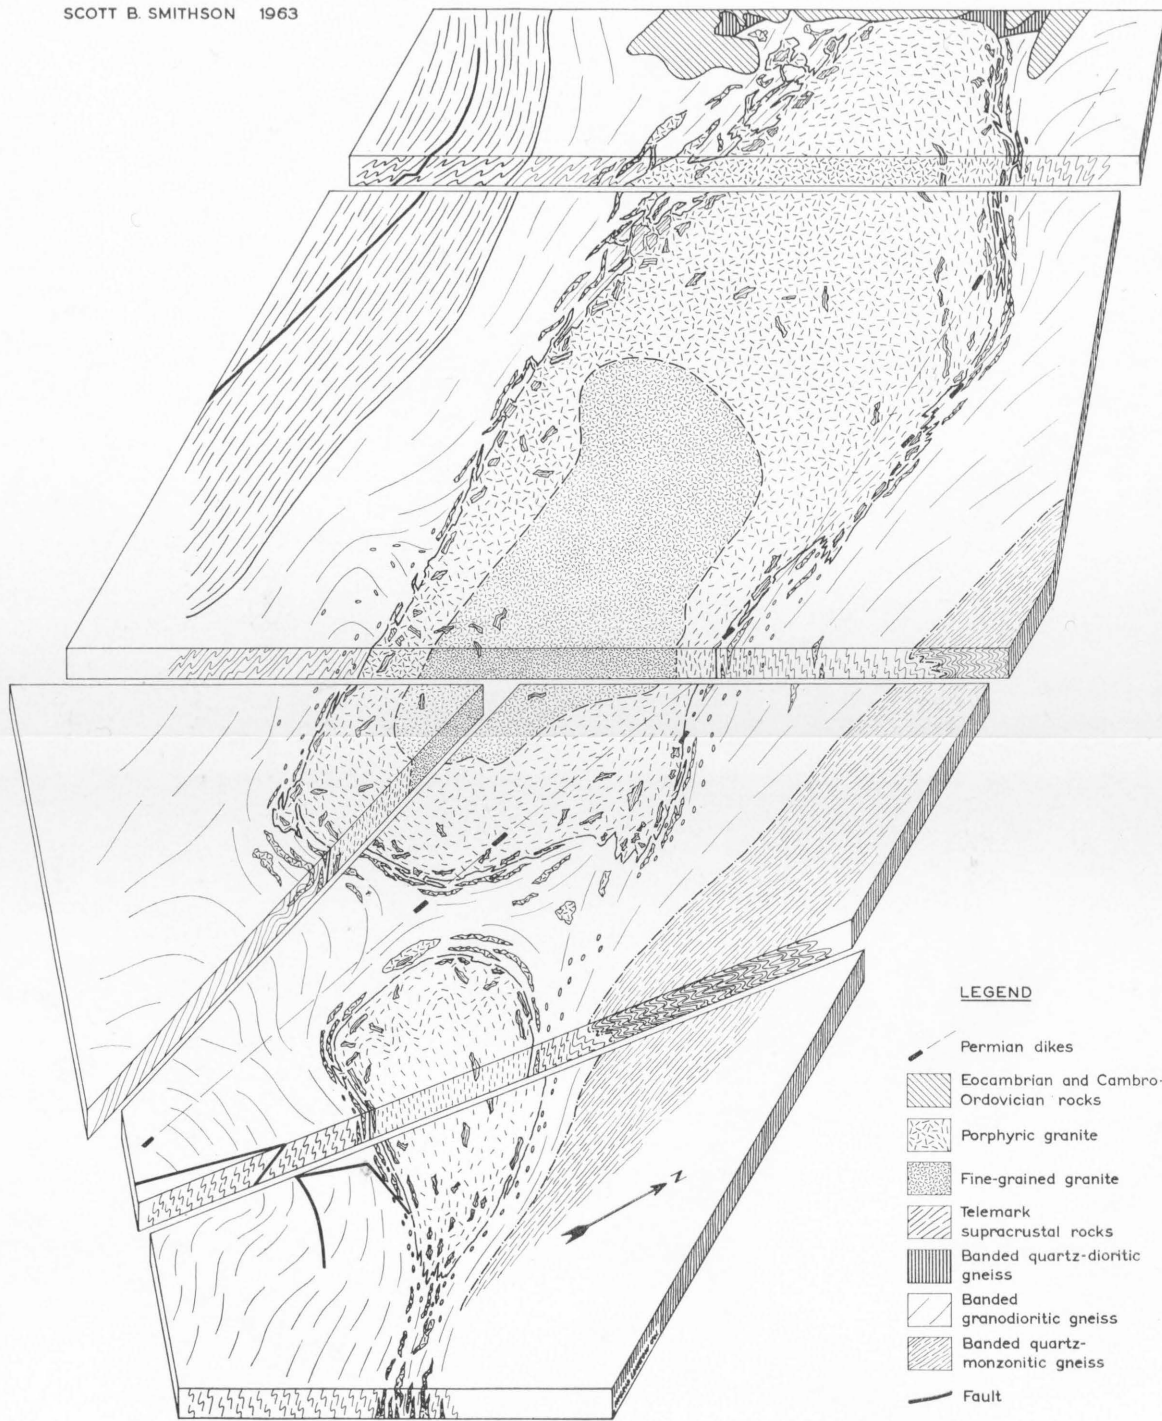 SCOTT B. SMITHSON 1963
N
LEGEND
Permian dikes
Eocambrian and Cambro-
Ordovician rocks
Porphyric granite
Fine-grained granite
Telemark
supracrustal rocks
Banded quartz-dioritic
gneiss
Banded
granodioritic gneiss
Banded quartz-
monzonitic gneiss
Fault